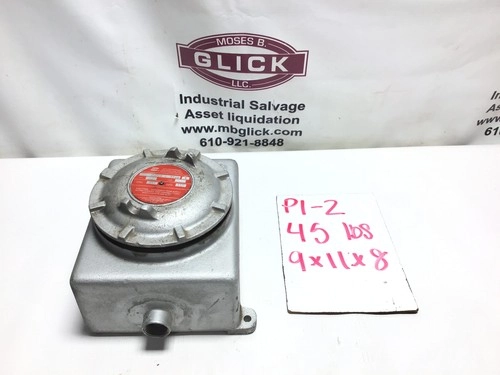 MOSES B.
GLICK
LLC.
Industrial Salvage
Asset liquidation
www.mbglick.com
610-921-8848
P1-2
45 lbs
9x11x8